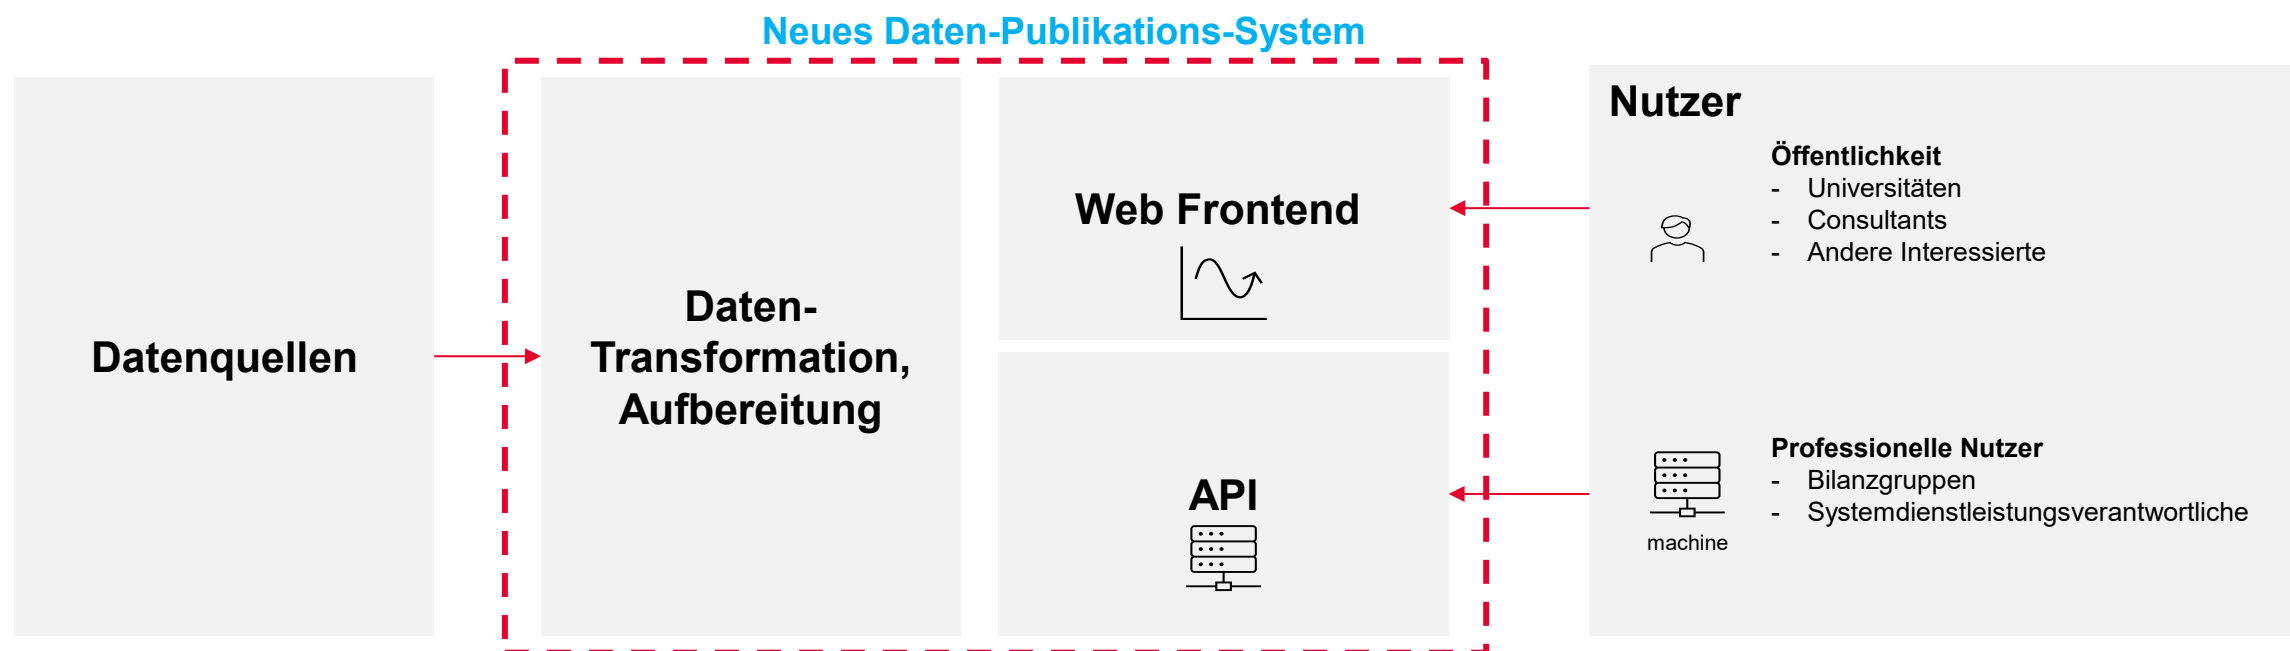 Neues Daten-Publikations-System
Datenquellen
Daten-
Transformation,
Aufbereitung
Web Frontend
API
Nutzer
Öffentlichkeit
- Universitäten
- Consultants
- Andere Interessierte
Professionelle Nutzer
- Bilanzgruppen
- Systemdienstleistungsverantwortliche
machine